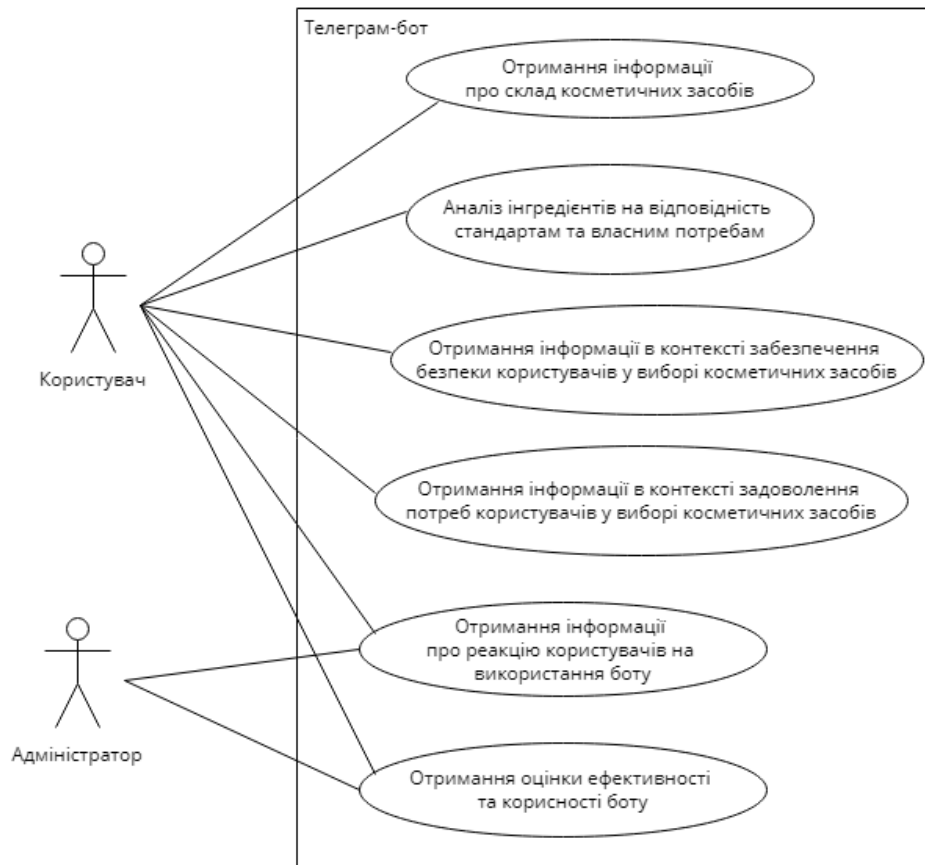 Телеграм-бот
Отримання інформації
про склад косметичних засобів
Аналіз інгредієнтів на відповідність
стандартам та власним потребам
Отримання інформації в контексті забезпечення
безпеки користувачів у виборі косметичних засобів
Користувач
Отримання інформації в контексті задоволення
потреб користувачів у виборі косметичних засобів
Отримання інформації
про реакцію користувачів на
використання боту
Адміністратор
Отримання оцінки ефективності
та корисності боту